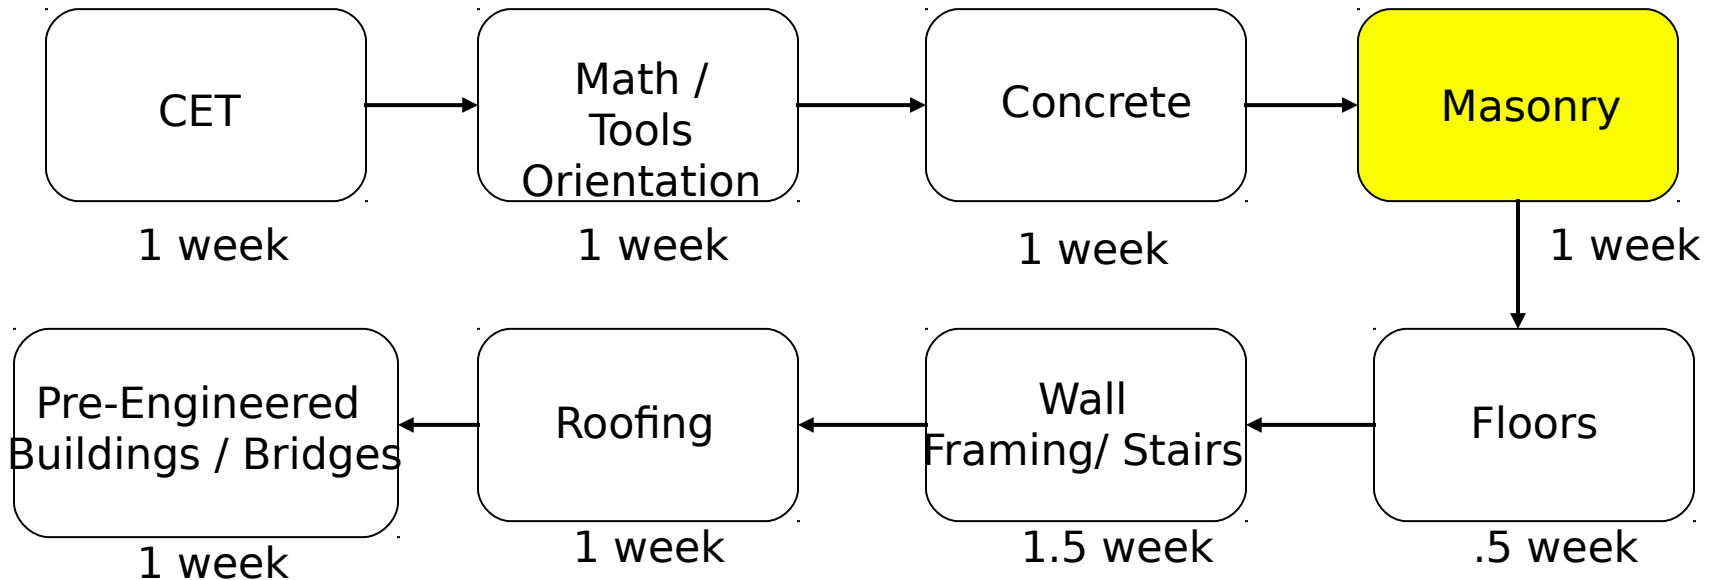 CET
Math /
Tools
Orientation
Concrete
Masonry
1 week
1 week
1 week
1 week
Pre-Engineered
Buildings / Bridges
Roofing
Wall
Framing/ Stairs
Floors
1 week
1 week
1.5 week
.5 week